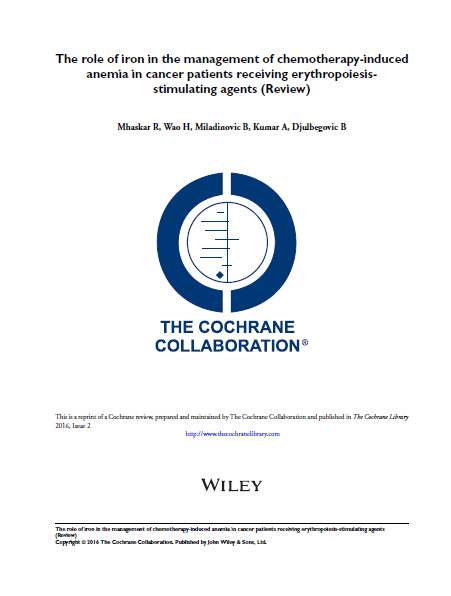 The role of iron in the management of chemotherapy-induced
anemia in cancer patients receiving erythropoiesis-
stimulating agents (Review)
Mhaskar R, Wao H, Miladinovic B, Kumar A, Djulbegovic B
THE COCHRANE
COLLABORATION®
This is a reprint of a Cochrane review, prepared and maintained by The Cochrane Collaboration and published in The Cochrane Library
2016, Issue 2
http://www.thecochranelibrary.com
WILEY
The role of iron in the management of chemotherapy-induced anemia in cancer patients receiving erythropoiesis-stimulating agents
(Review)
Copyright © 2016 The Cochrane Collaboration. Published by John Wiley & Sons, Ltd.